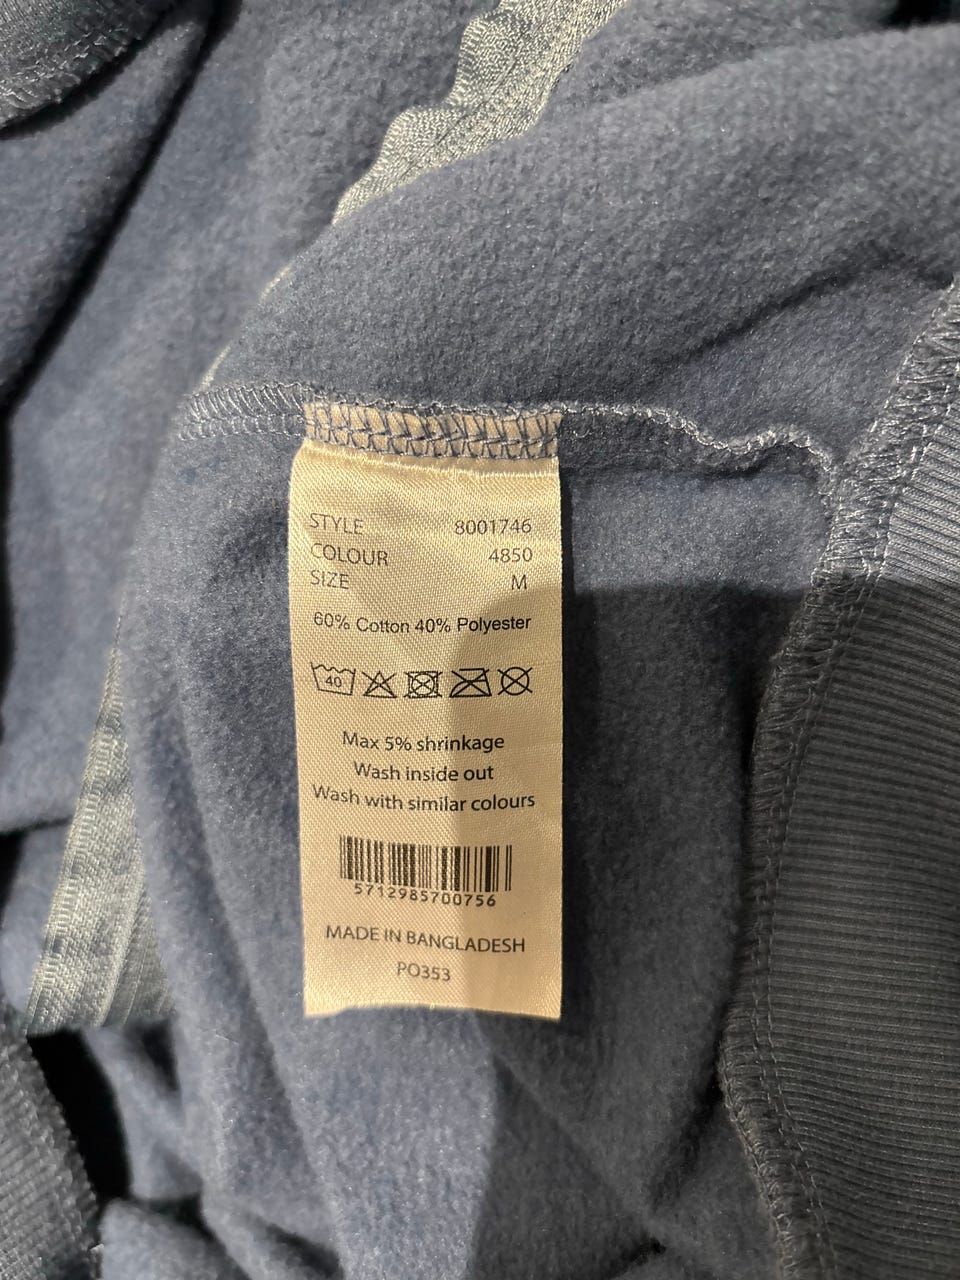 STYLE 8001746
COLOUR 4850
SIZE M
60% Cotton 40% Polyester
40
Max 5% shrinkage
Wash inside out
Wash with similar colours
5712985700756
MADE IN BANGLADESH
PO353